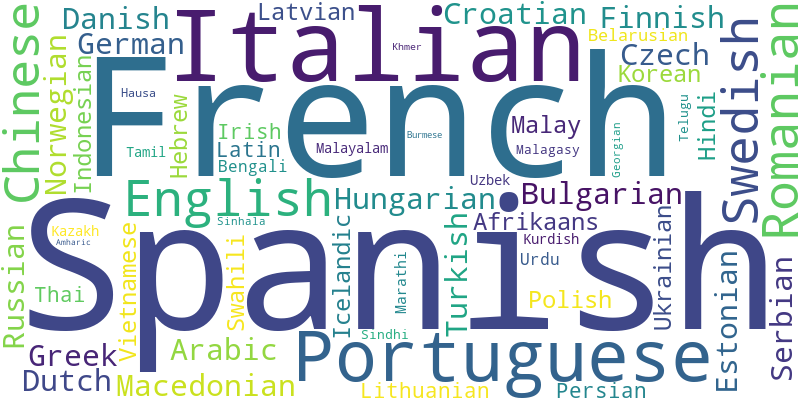 Chinese
Danish
German
Norwegian
Indonesian
Latvian
Italian
Khmer
Croatian
Finnish
Belarusian
Czech
Korean
Swedish
Romanian
French
Hausa
Hebrew
Tamil
Irish
Latin
Bengali
Malayalam
Burmese
Malay
Malagasy
Georgian
Telugu
Hindi
English
Sinhala
Hungarian
Uzbek
Bulgarian
Afrikaans
Spanish
Russian
Kazakh
Amharic
Thai
Vietnamese
Swahili
Icelandic
Marathi
Turkish
Kurdish
Urdu
Polish
Ukrainian
Estonian
Serbian
Sindhi
Greek
Dutch
Arabic
Macedonian
Portuguese
Lithuanian
Persian